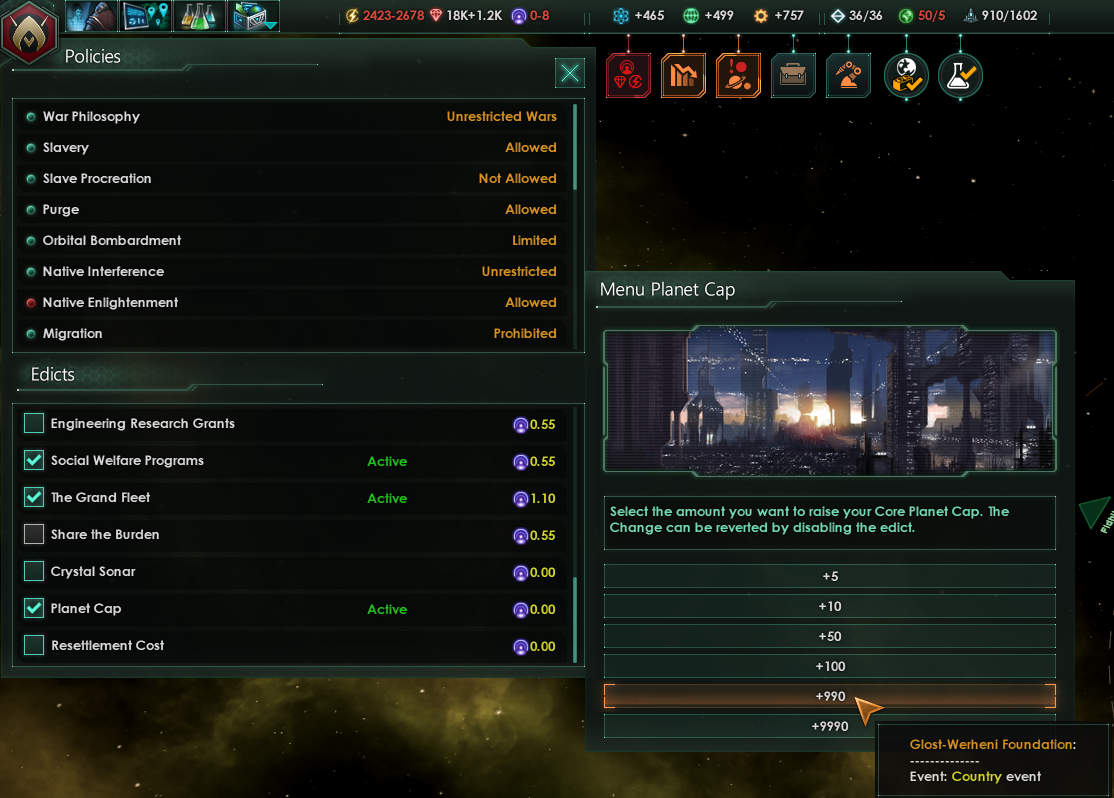 2423-2678 18K+1.2K 0-8 +465 +499 +757 36/36 50/5 910/1602
Policies
War Philosophy Unrestricted Wars
Slavery Allowed
Slave Procreation Not Allowed
Purge Allowed
Orbital Bombardment Limited
Native Interference Unrestricted
Native Enlightenment Allowed
Migration Prohibited
Edicts
Engineering Research Grants 0.55
Social Welfare Programs Active 0.55
The Grand Fleet Active 1.10
Share the Burden 0.55
Crystal Sonar 0.00
Planet Cap Active 0.00
Resettlement Cost 0.00
Menu Planet Cap
Select the amount you want to raise your Core Planet Cap. The
Change can be reverted by disabling the edict.
+5
+10
+50
+100
+990
+9990
Glost-Werheni Foundation:
--------------
Event: Country event